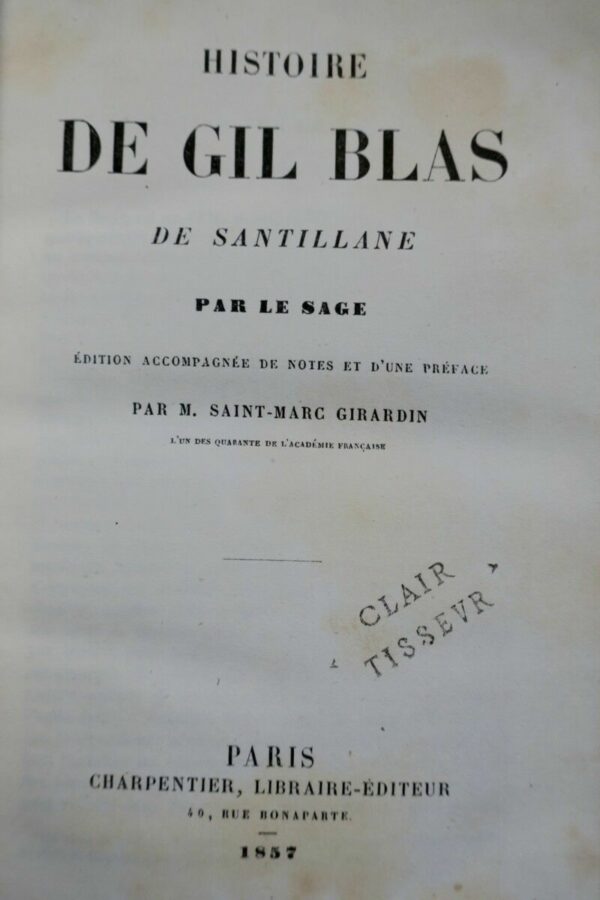 HISTOIRE
DE GIL BLAS
DE SANTILLANE
PAR LE SAGE
ÉDITION ACCOMPAGNÉE DE NOTES ET D'UNE PRÉFACE
PAR M. SAINT-MARC GIRARDIN
L'UN DES QUARANTE DE L'ACADÉMIE FRANÇAISE
CLAIR
TISSEVR
PARIS
CHARPENTIER, LIBRAIRE-ÉDITEUR
40, RUE BONAPARTE.
1857